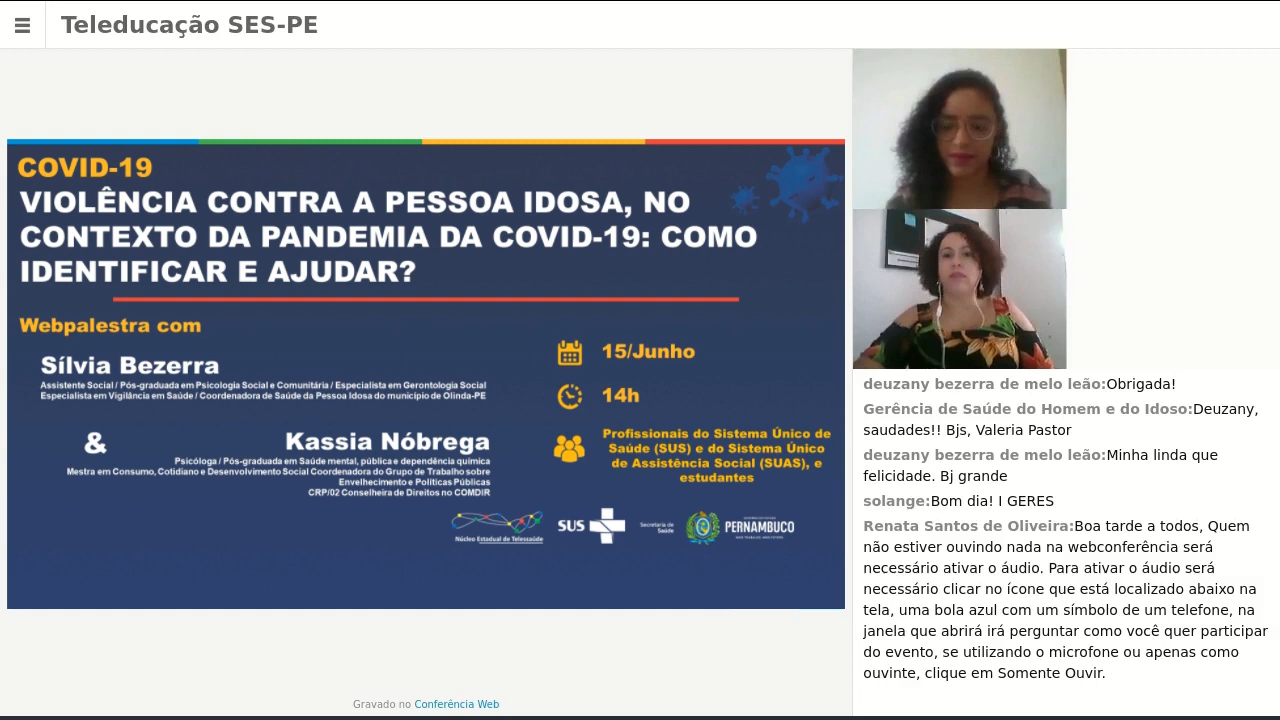 Teleducação SES-PE
COVID-19
VIOLÊNCIA CONTRA A PESSOA IDOSA, NO
CONTEXTO DA PANDEMIA DA COVID-19: COMO
IDENTIFICAR E AJUDAR?
Webpalestra com
Sílvia Bezerra
Assistente Social / Pós-graduada em Psicologia Social e Comunitária / Especialista em Gerontologia Social
Especialista em Vigilância em Saúde / Coordenadora de Saúde da Pessoa Idosa do município de Olinda-PE
& Kassia Nóbrega
Psicóloga / Pós-graduada em Saúde mental, pública e dependência química
Mestra em Consumo, Cotidiano e Desenvolvimento Social Coordenadora do Grupo de Trabalho sobre
Envelhecimento e Políticas Públicas
CRP/02 Conselheira de Direitos no COMDIR
15/Junho
14h
Profissionais do Sistema Único de
Saúde (SUS) e do Sistema Único
de Assistência Social (SUAS), e
estudantes
Núcleo Estadual de Telessaúde
SUS
Secretaria de
Saúde
PERNAMBUCO
Gravado no Conferência Web
deuzany bezerra de melo leão:Obrigada!
Gerência de Saúde do Homem e do Idoso:Deuzany,
saudades!! Bjs, Valeria Pastor
deuzany bezerra de melo leão:Minha linda que
felicidade. Bj grande
solange:Bom dia! I GERES
Renata Santos de Oliveira:Boa tarde a todos, Quem
não estiver ouvindo nada na webconferência será
necessário ativar o áudio. Para ativar o áudio será
necessário clicar no ícone que está localizado abaixo na
tela, uma bola azul com um símbolo de um telefone, na
janela que abrirá irá perguntar como você quer participar
do evento, se utilizando o microfone ou apenas como
ouvinte, clique em Somente Ouvir.